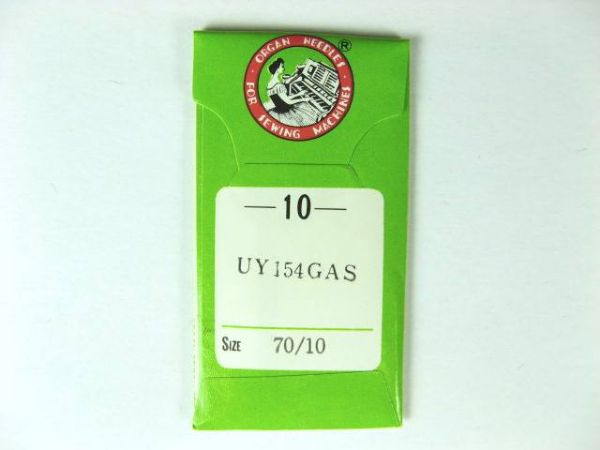 ORGAN NEEDLES ®
· FOR SEWING MACHINES ·
—10—
UY154GAS
SIZE 70/10